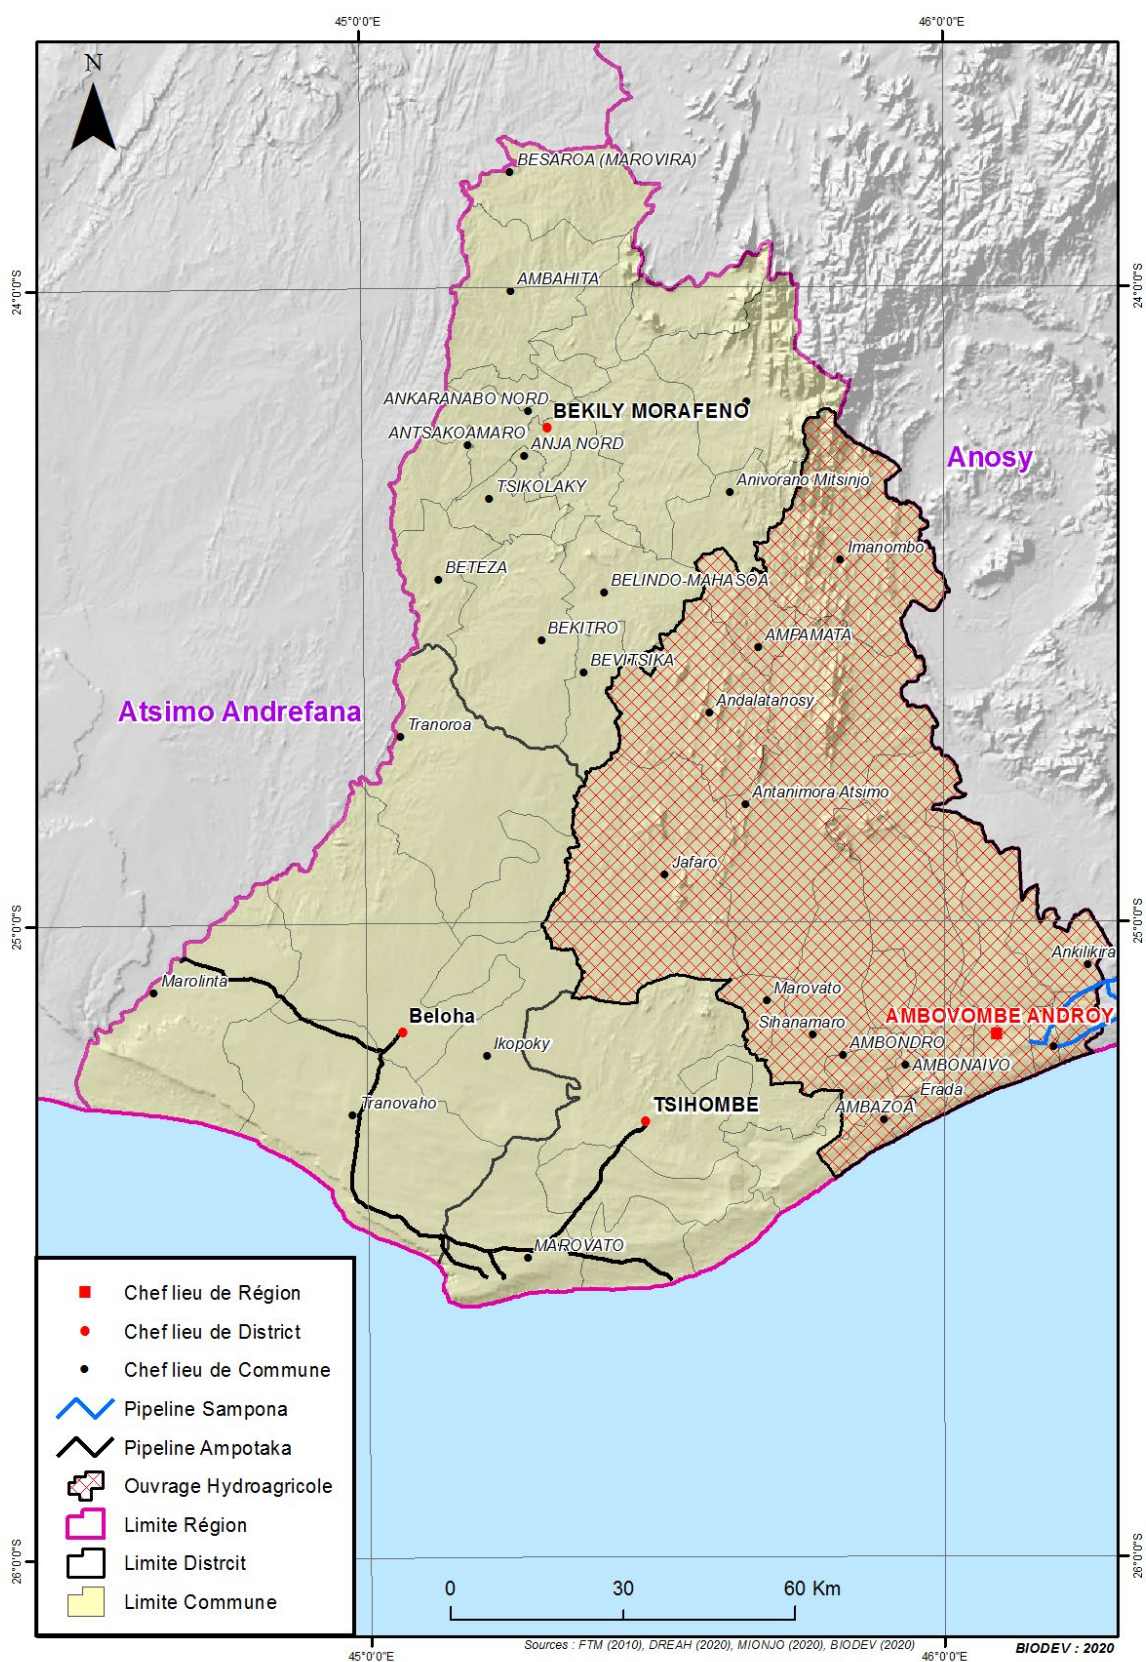 45°0'0"E
46°0'0"E
N
BESAROA (MAROVIRA)
24°0'0"S
AMBAHITA
24°0'0"S
ANKARANABO NORD
BEKILY MORAFENO
ANTSAKOAMARO
ANJA NORD
Anosy
TSIKOLAKY
Anivorano Mitsinjo
Imanombo
BETEZA
BELINDO-MAHASOA
BEKITRO
AMPAMATA
BEVITSIKA
Atsimo Andrefana
Andalatanosy
Tranoroa
Antanimora Atsimo
Jafaro
25°0'0"S
25°0'0"S
Ankilikira
Marolinta
Marovato
Beloha
Sihanamaro
AMBOVOMBE ANDROY
Ikopoky
AMBONDRO
AMBONAIVO
Erada
Tranovaho
TSIHOMBE
AMBAZOA
MAROVATO
Chef lieu de Région
Chef lieu de District
Chef lieu de Commune
Pipeline Sampona
Pipeline Ampotaka
Ouvrage Hydroagricole
Limite Région
Limite Distrcit
Limite Commune
26°0'0"S
26°0'0"S
0 30 60 Km
Sources : FTM (2010), DREAH (2020), MIONJO (2020), BIODEV (2020)
BIODEV : 2020
45°0'0"E
46°0'0"E